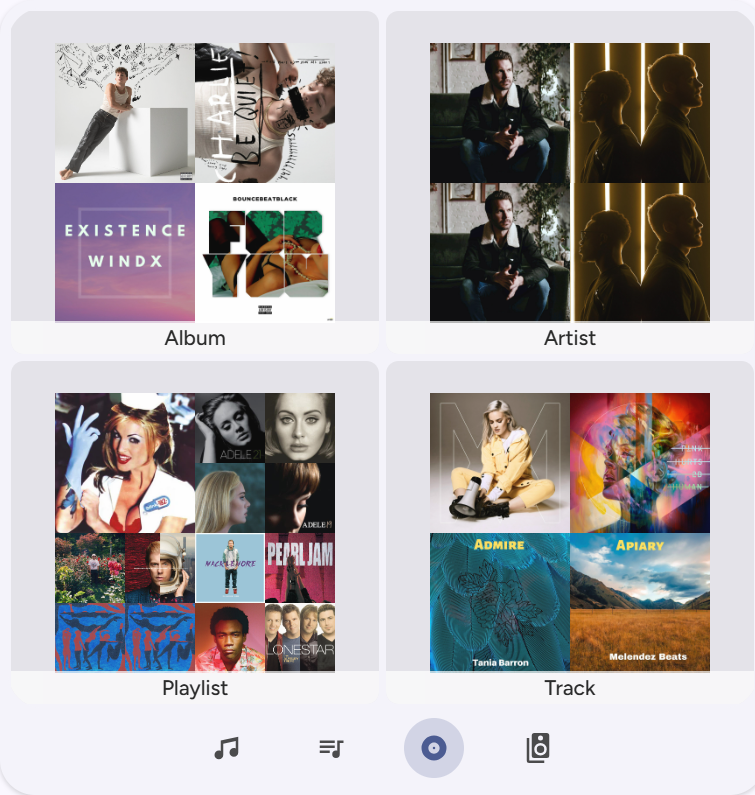 CHARLIE
BE QUIET
EXISTENCE
WINDX
BOUNCEBEATBLACK
FOR
YOU
Album
Artist
ADELE 21
ADELE 19
MACKLEMORE
PEARL JAM
LONESTAR
Playlist
M
ADMIRE
Tania Barron
APIARY
Melendez Beats
Track